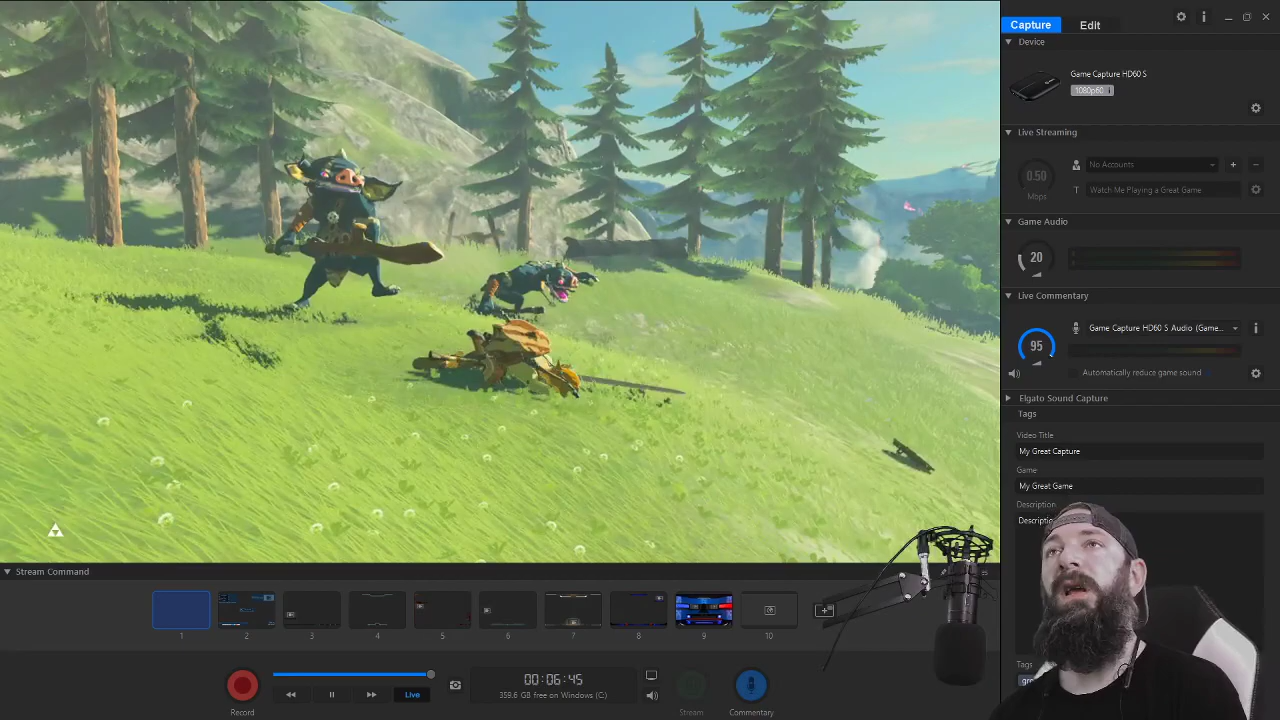 Capture Edit
Device
Game Capture HD60 S
1080p60
Live Streaming
0.50
Mbps
No Accounts
Watch Me Playing a Great Game
Game Audio
20
Live Commentary
Game Capture HD60 S Audio (Game...
95
Automatically reduce game sound
Elgato Sound Capture
Tags
Video Title
My Great Capture
Game
My Great Game
Description
Tags
Stream Command
1 2 3 4 5 6 7 8 9 10
00:06:45
Live
359.6 GB free on Windows (C:)
Record Stream Commentary